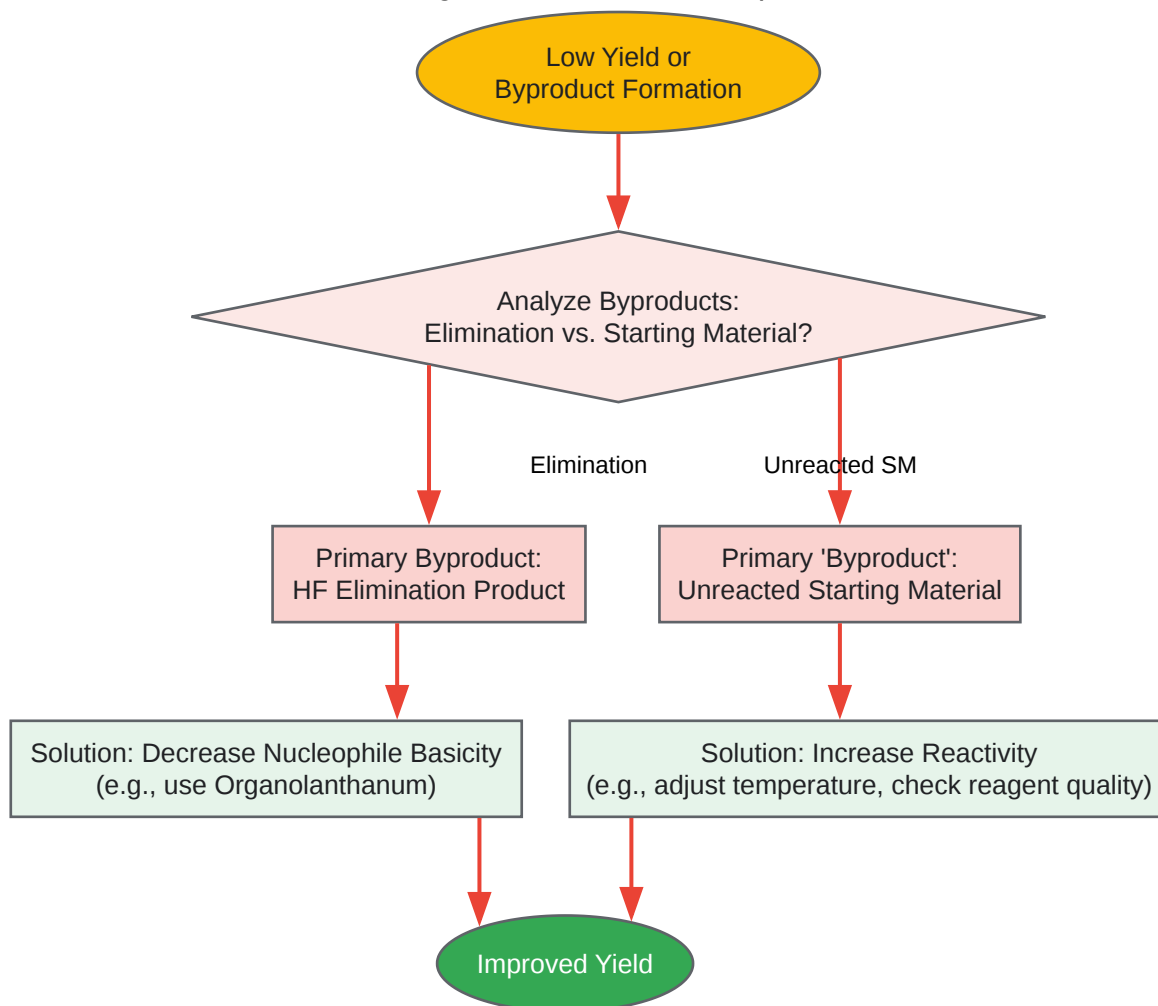 Low Yield or
Byproduct Formation
Analyze Byproducts:
Elimination vs. Starting Material?
Elimination
Unreacted SM
Primary Byproduct:
HF Elimination Product
Primary 'Byproduct':
Unreacted Starting Material
Solution: Decrease Nucleophile Basicity
(e.g., use Organolanthanum)
Solution: Increase Reactivity
(e.g., adjust temperature, check reagent quality)
Improved Yield